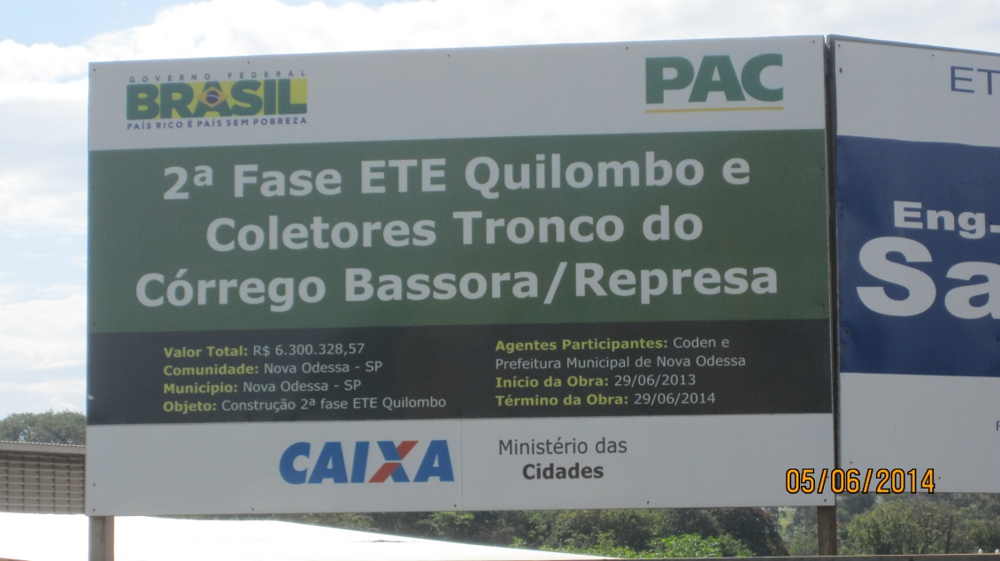 GOVERNO FEDERAL
BRASIL
PAÍS RICO É PAÍS SEM POBREZA
PAC
2ª Fase ETE Quilombo e
Coletores Tronco do
Córrego Bassora/Represa
Valor Total: R$ 6.300.328,57
Comunidade: Nova Odessa - SP
Município: Nova Odessa - SP
Objeto: Construção 2ª fase ETE Quilombo
Agentes Participantes: Coden e
Prefeitura Municipal de Nova Odessa
Início da Obra: 29/06/2013
Término da Obra: 29/06/2014
CAIXA
Ministério das
Cidades
ET
Eng-
Sa
05/06/2014